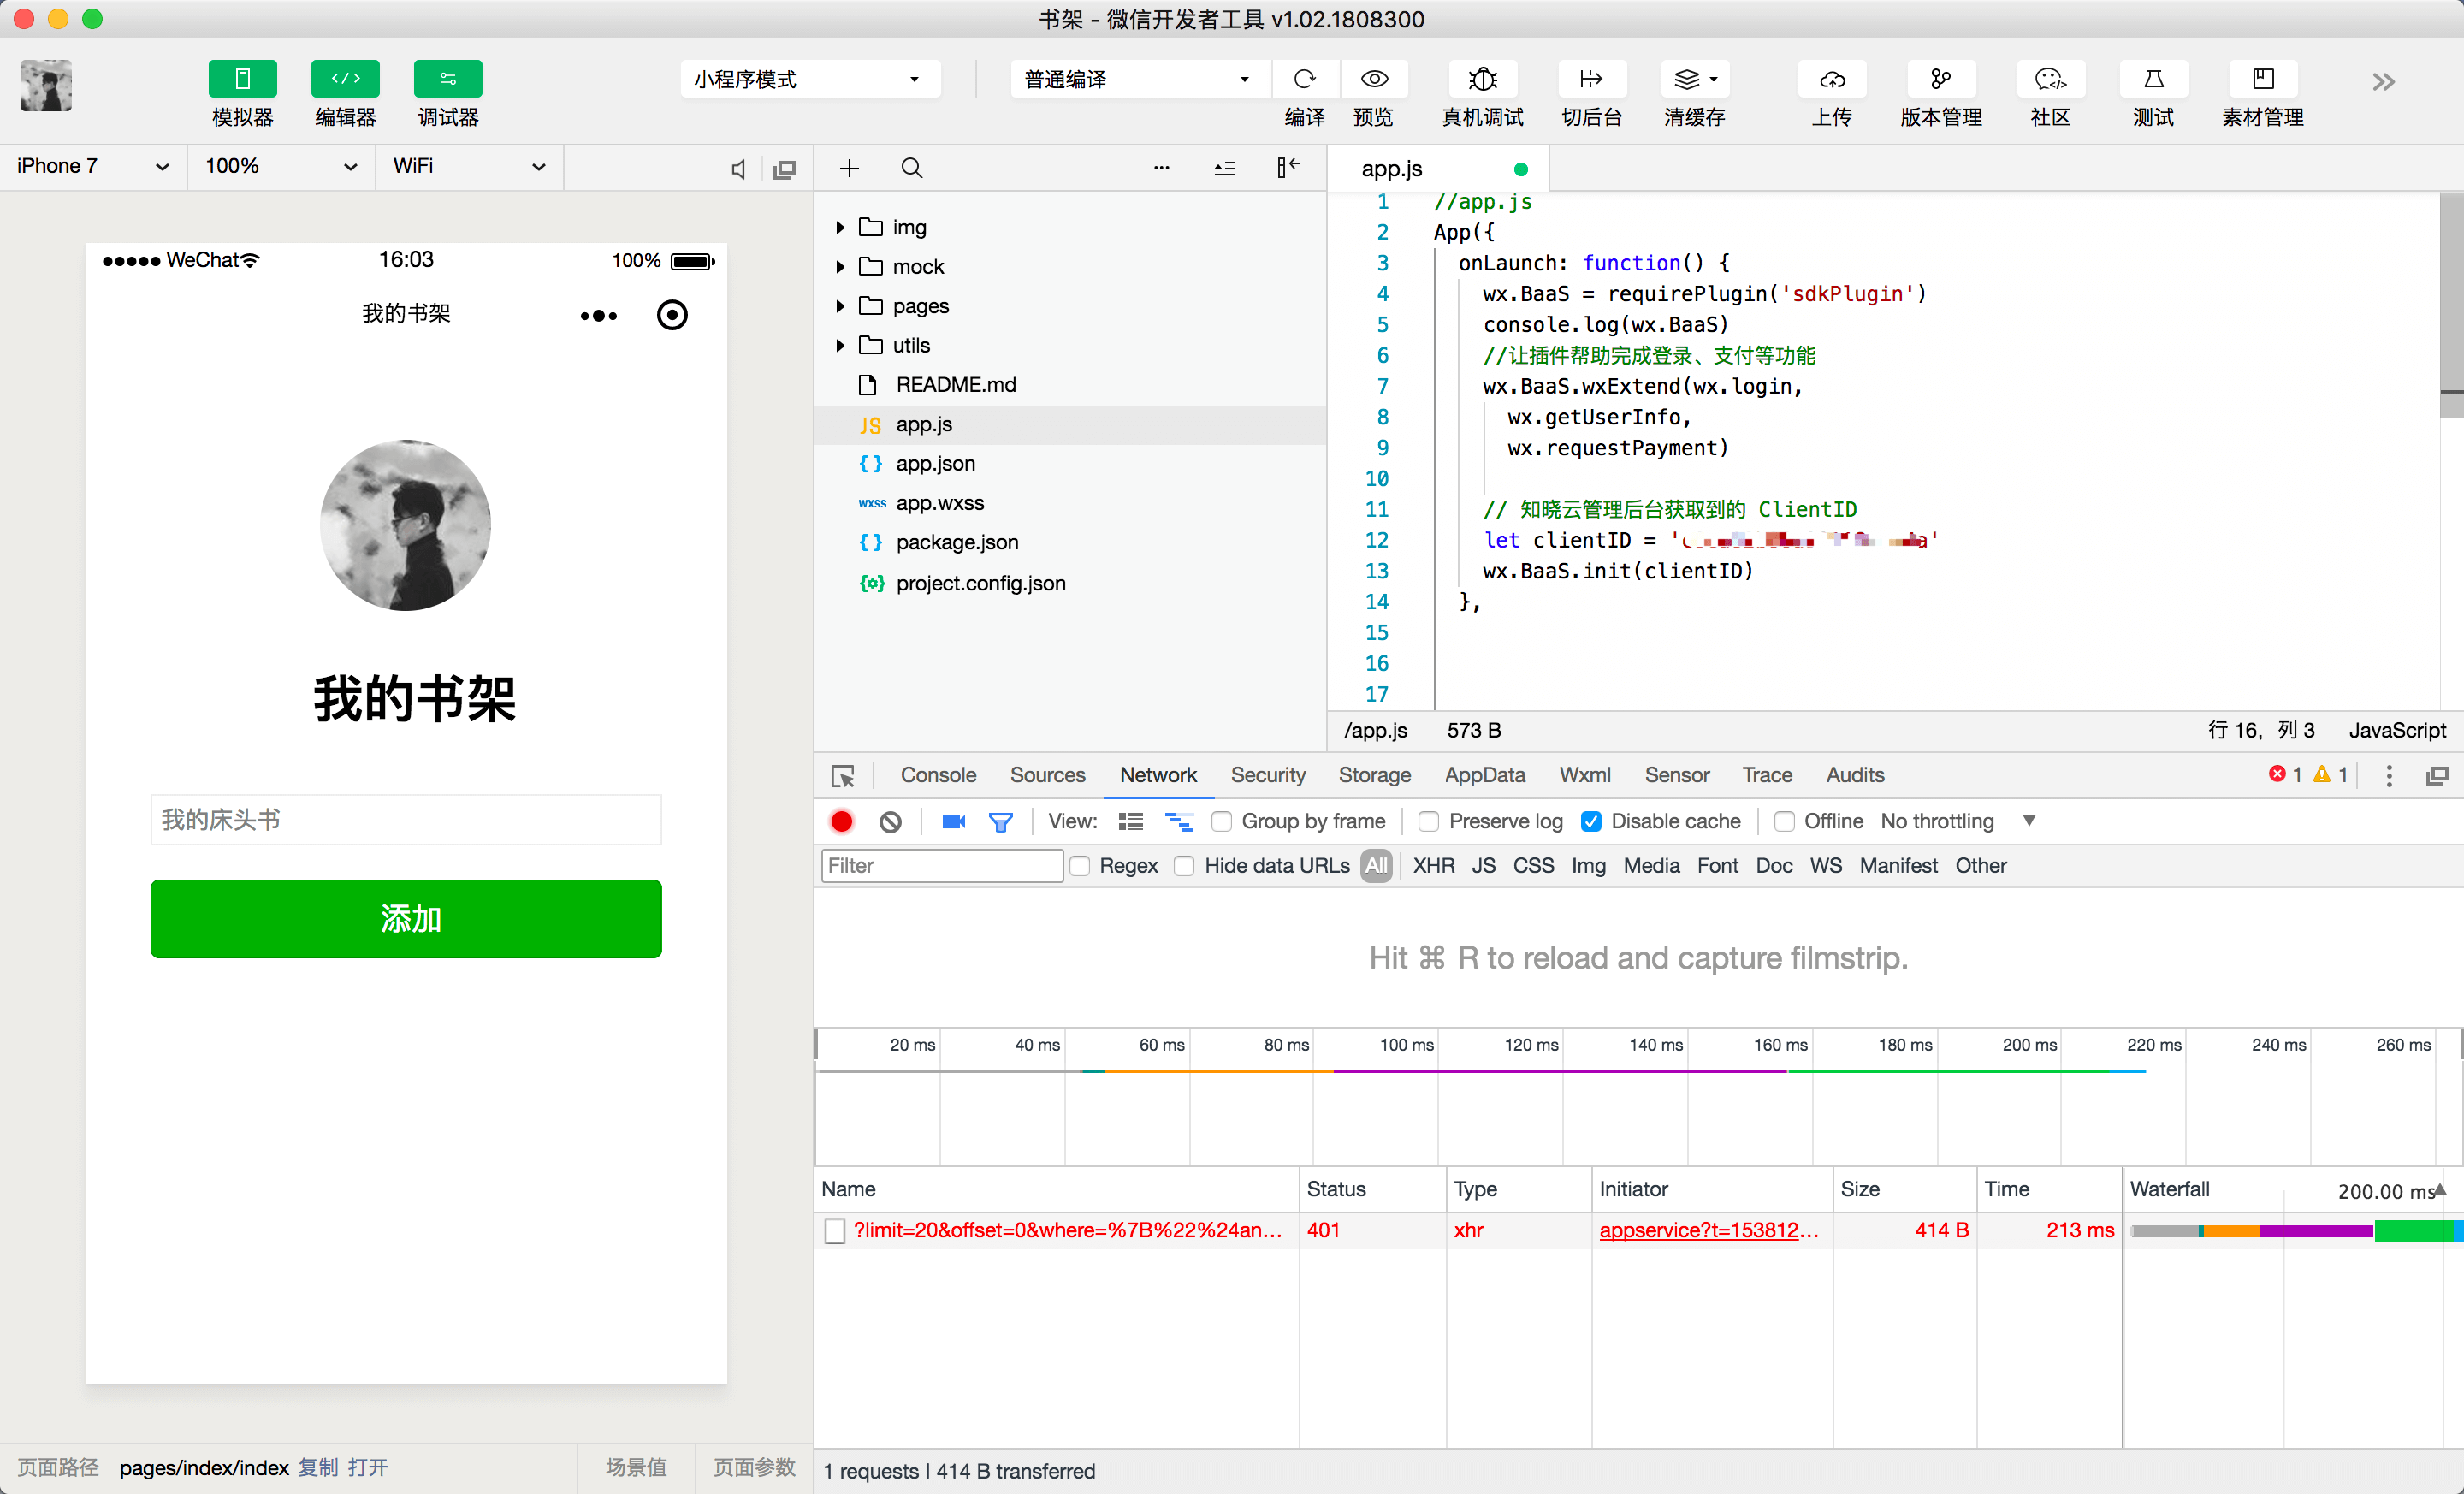 书架 - 微信开发者工具 v1.02.1808300
模拟器
编辑器
调试器
小程序模式
普通编译
编译
预览
真机调试
切后台
清缓存
上传
版本管理
社区
测试
素材管理
iPhone 7
100%
WiFi
WeChat
16:03
100%
我的书架
我的书架
我的床头书
添加
页面路径 pages/index/index 复制 打开
场景值
页面参数
img
mock
pages
utils
README.md
JS app.js
{ } app.json
wxss app.wxss
{ } package.json
project.config.json
app.js
1 //app.js
2 App({
3 onLaunch: function() {
4 wx.BaaS = requirePlugin('sdkPlugin')
5 console.log(wx.BaaS)
6 //让插件帮助完成登录、支付等功能
7 wx.BaaS.wxExtend(wx.login,
8 wx.getUserInfo,
9 wx.requestPayment)
10
11 // 知晓云管理后台获取到的 ClientID
12 let clientID = '
13 wx.BaaS.init(clientID)
14 },
15
16
17
/app.js 573 B
行 16, 列 3 JavaScript
Console Sources Network Security Storage AppData Wxml Sensor Trace Audits
1 1
View: Group by frame Preserve log Disable cache Offline No throttling
Filter Regex Hide data URLs All XHR JS CSS Img Media Font Doc WS Manifest Other
Hit ⌘ R to reload and capture filmstrip.
20 ms 40 ms 60 ms 80 ms 100 ms 120 ms 140 ms 160 ms 180 ms 200 ms 220 ms 240 ms 260 ms
Name Status Type Initiator Size Time Waterfall 200.00 ms
?limit=20&offset=0&where=%7B%22%24an... 401 xhr appservice?t=153812... 414 B 213 ms
1 requests | 414 B transferred